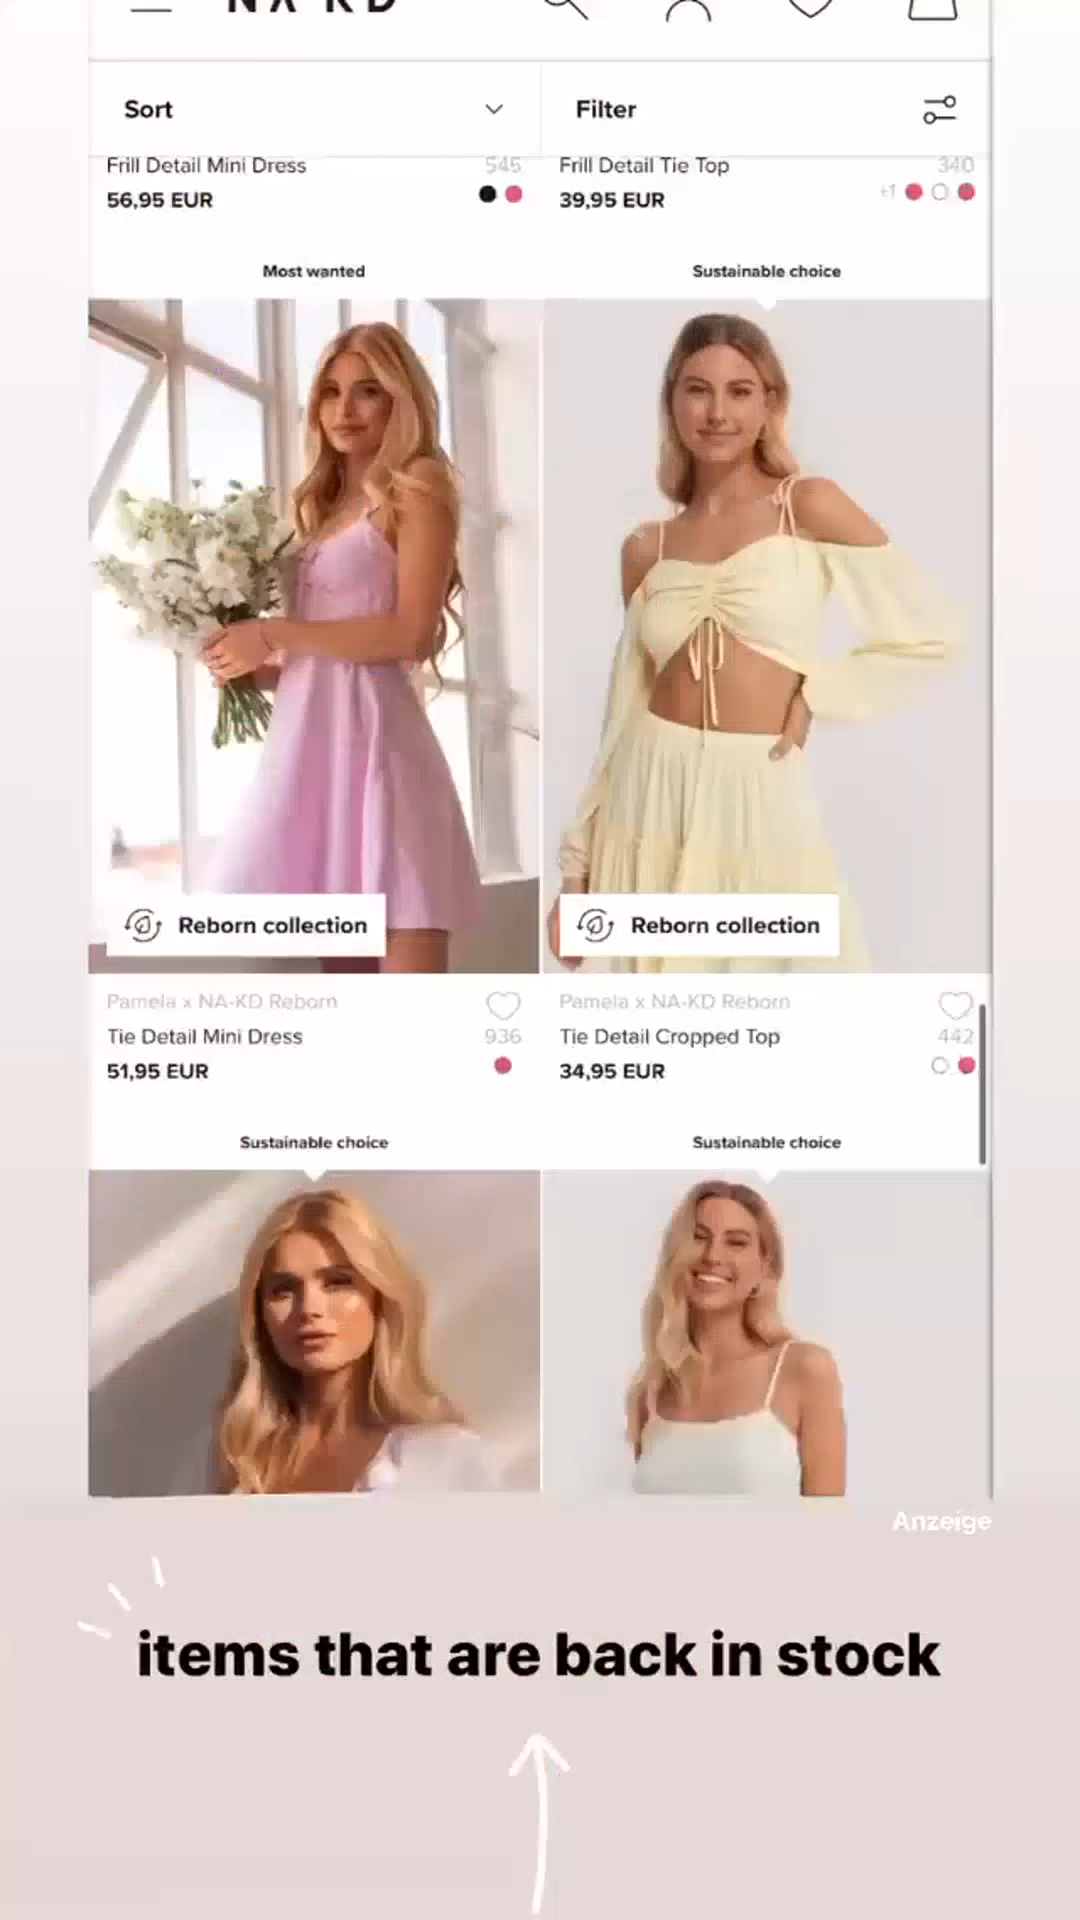 NA-KD
Sort
Filter
Frill Detail Mini Dress
545
Frill Detail Tie Top
340
56,95 EUR
39,95 EUR
+1
Most wanted
Sustainable choice
Reborn collection
Reborn collection
Pamela x NA-KD Reborn
Pamela x NA-KD Reborn
Tie Detail Mini Dress
936
Tie Detail Cropped Top
442
51,95 EUR
34,95 EUR
Sustainable choice
Sustainable choice
Anzeige
items that are back in stock